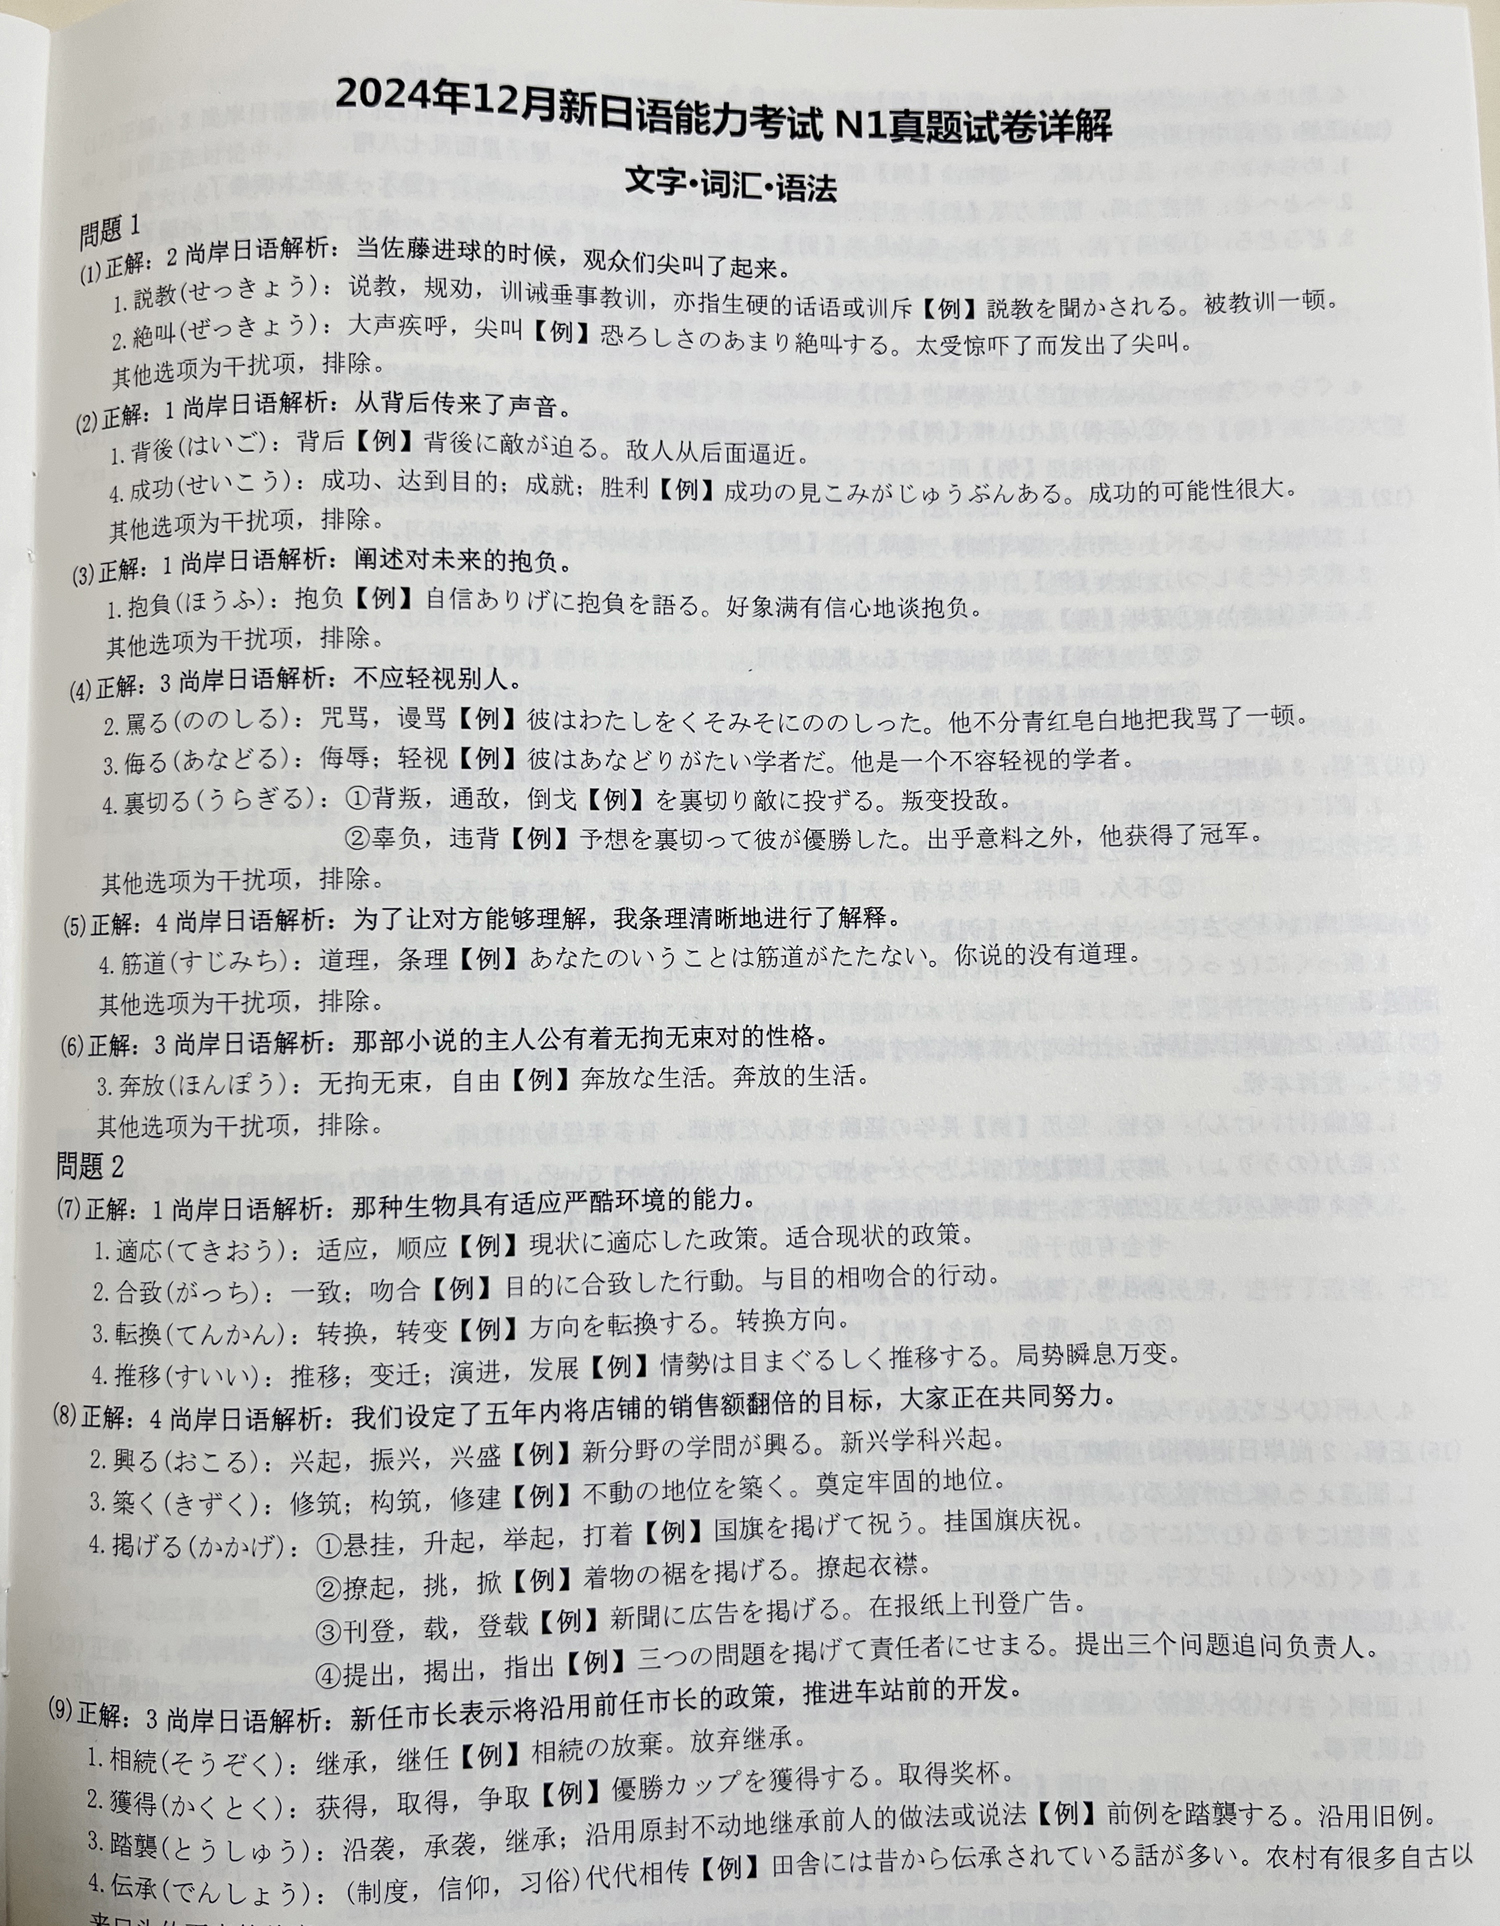 2024年12月新日语能力考试 N1真题试卷详解
文字·词汇·语法
問題 1
(1)正解：2 尚岸日语解析：当佐藤进球的时候，观众们尖叫了起来。
1.説教(せっきょう)：说教，规劝，训诫垂事教训，亦指生硬的话语或训斥【例】説教を聞かされる。被教训一顿。
2.絶叫(ぜっきょう)：大声疾呼，尖叫【例】恐ろしさのあまり絶叫する。太受惊吓了而发出了尖叫。
其他选项为干扰项，排除。
(2)正解：1 尚岸日语解析：从背后传来了声音。
1.背後(はいご)：背后【例】背後に敵が迫る。敌人从后面逼近。
4.成功(せいこう)：成功、达到目的；成就；胜利【例】成功の見こみがじゅうぶんある。成功的可能性很大。
其他选项为干扰项，排除。
(3)正解：1 尚岸日语解析：阐述对未来的抱负。
1.抱負(ほうふ)：抱负【例】自信ありげに抱負を語る。好象满有信心地谈抱负。
其他选项为干扰项，排除。
(4)正解：3 尚岸日语解析：不应轻视别人。
2.罵る(ののしる)：咒骂，谩骂【例】彼はわたしをくそみそにののしった。他不分青红皂白地把我骂了一顿。
3.侮る(あなどる)：侮辱；轻视【例】彼はあなどりがたい学者だ。他是一个不容轻视的学者。
4.裏切る(うらぎる)：①背叛，通敌，倒戈【例】を裏切り敵に投ずる。叛变投敌。
②辜负，违背【例】予想を裏切って彼が優勝した。出乎意料之外，他获得了冠军。
其他选项为干扰项，排除。
(5)正解：4 尚岸日语解析：为了让对方能够理解，我条理清晰地进行了解释。
4.筋道(すじみち)：道理，条理【例】あなたのいうことは筋道がたたない。你说的没有道理。
其他选项为干扰项，排除。
(6)正解：3 尚岸日语解析：那部小说的主人公有着无拘无束对的性格。
3.奔放(ほんぽう)：无拘无束，自由【例】奔放な生活。奔放的生活。
其他选项为干扰项，排除。
問題 2
(7)正解：1 尚岸日语解析：那种生物具有适应严酷环境的能力。
1.適応(てきおう)：适应，顺应【例】現状に適応した政策。适合现状的政策。
2.合致(がっち)：一致；吻合【例】目的に合致した行動。与目的相吻合的行动。
3.転換(てんかん)：转换，转变【例】方向を転換する。转换方向。
4.推移(すいい)：推移；变迁；演进，发展【例】情勢は目まぐるしく推移する。局势瞬息万变。
(8)正解：4 尚岸日语解析：我们设定了五年内将店铺的销售额翻倍的目标，大家正在共同努力。
2.興る(おこる)：兴起，振兴，兴盛【例】新分野の学問が興る。新兴学科兴起。
3.築く(きずく)：修筑；构筑，修建【例】不動の地位を築く。奠定牢固的地位。
4.掲げる(かかげ)：①悬挂，升起，举起，打着【例】国旗を掲げて祝う。挂国旗庆祝。
②撩起，挑，掀【例】着物の裾を掲げる。撩起衣襟。
③刊登，载，登载【例】新聞に広告を掲げる。在报纸上刊登广告。
④提出，揭出，指出【例】三つの問題を掲げて責任者にせまる。提出三个问题追问负责人。
(9)正解：3 尚岸日语解析：新任市长表示将沿用前任市长的政策，推进车站前的开发。
1.相続(そうぞく)：继承，继任【例】相続の放棄。放弃继承。
2.獲得(かくとく)：获得，取得，争取【例】優勝カップを獲得する。取得奖杯。
3.踏襲(とうしゅう)：沿袭，承袭，继承；沿用原封不动地继承前人的做法或说法【例】前例を踏襲する。沿用旧例。
4.伝承(でんしょう)：(制度，信仰，习俗)代代相传【例】田舎には昔から伝承されている話が多い。农村有很多自古以